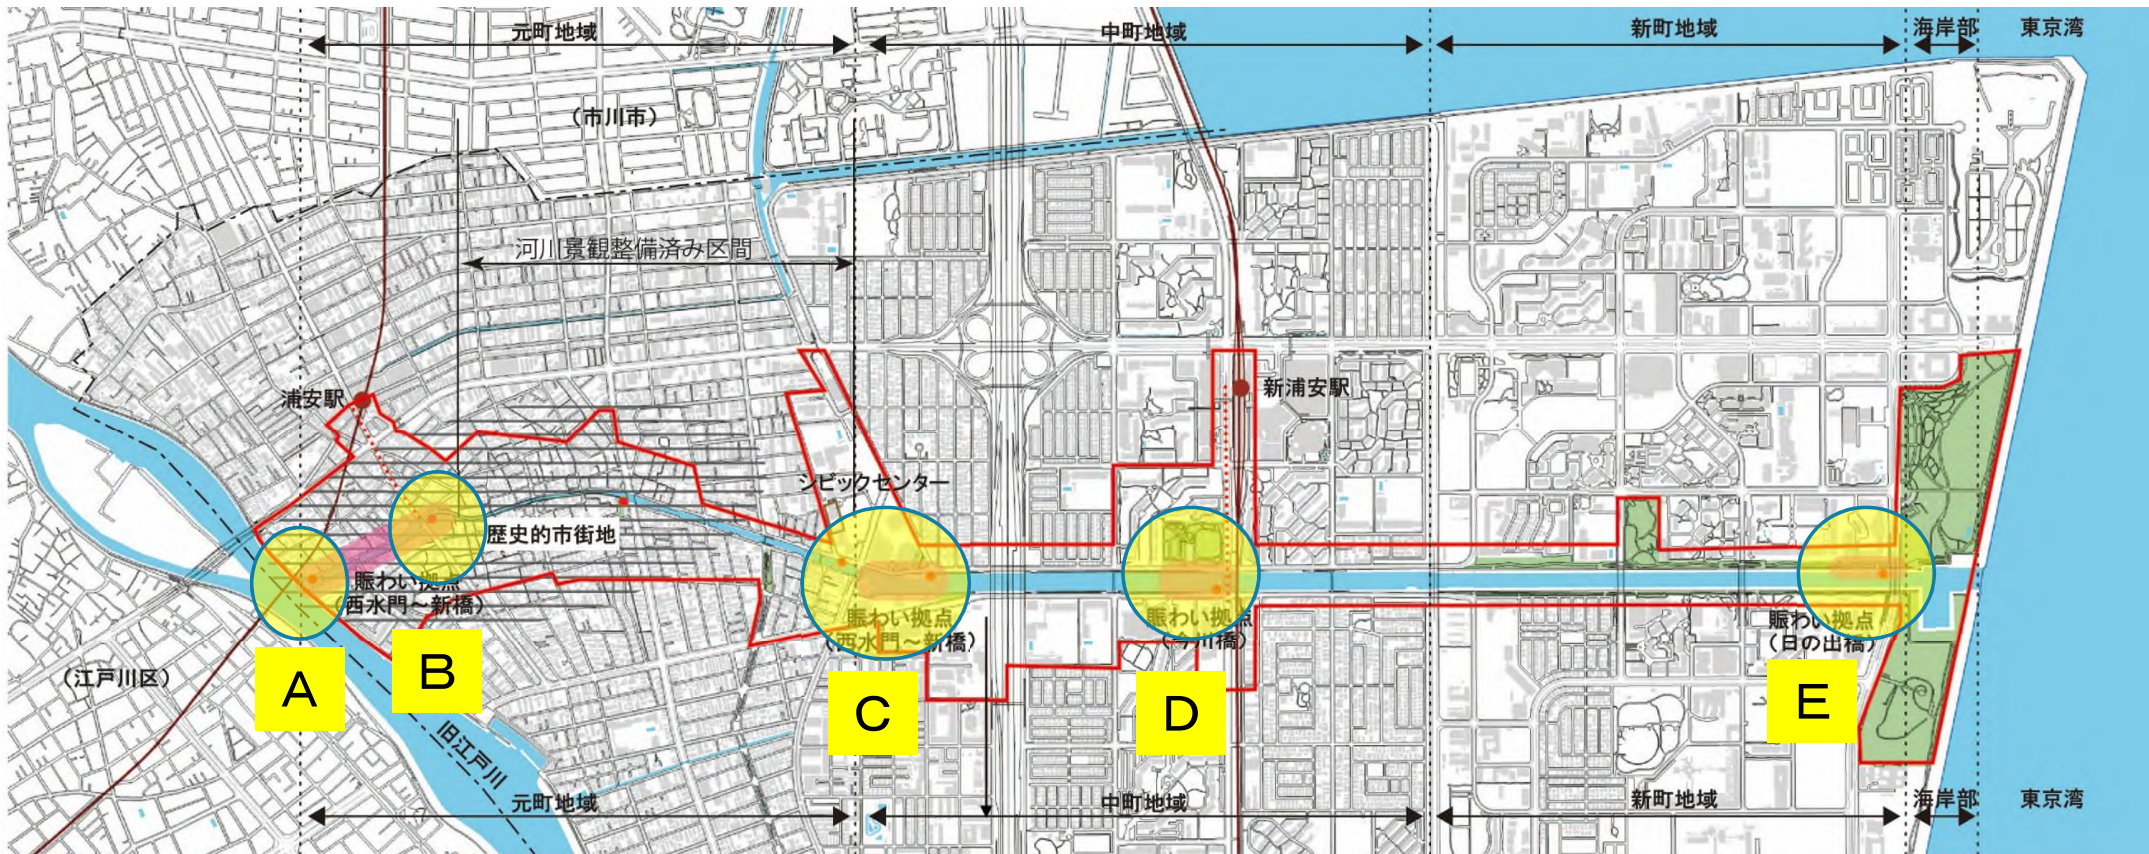 元町地域
中町地域
新町地域
海岸部
東京湾
（市川市）
河川景観整備済み区間
浦安駅
新浦安駅
シビックセンター
歴史的市街地
賑わい拠点
（西水門～新橋）
賑わい拠点
（西水門～新橋）
賑わい拠点
（今川橋）
賑わい拠点
（日の出橋）
A
B
C
D
E
（江戸川区）
旧江戸川
元町地域
中町地域
新町地域
海岸部
東京湾